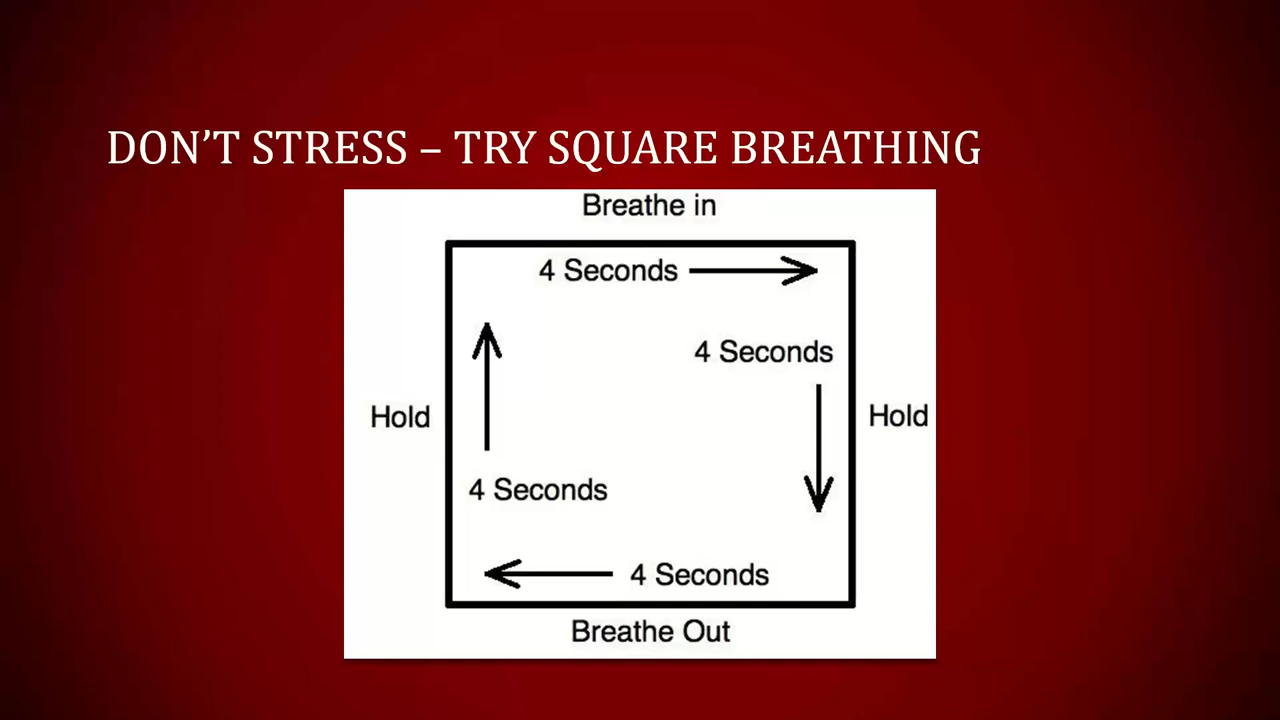 DON’T STRESS – TRY SQUARE BREATHING
Breathe in
4 Seconds
4 Seconds
Hold
Hold
4 Seconds
4 Seconds
Breathe Out